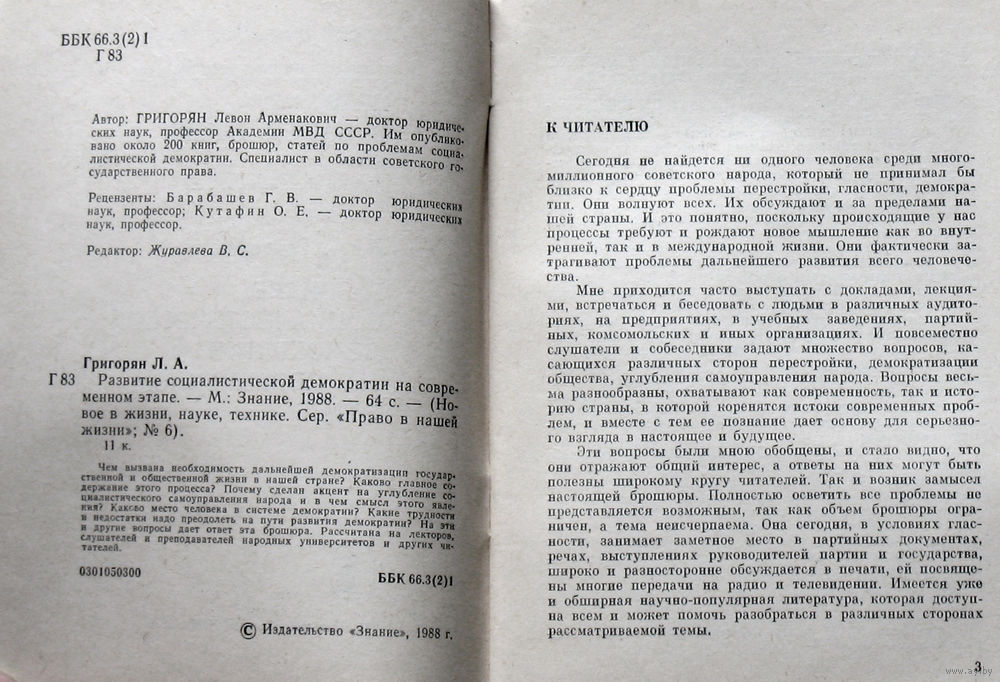 ББК 66.3(2)1
Г 83
Автор: ГРИГОРЯН Левон Арменакович — доктор юридиче-
ских наук, профессор Академии МВД СССР. Им опублико-
вано около 200 книг, брошюр, статей по проблемам социа-
листической демократии. Специалист в области советского го-
сударственного права.
Рецензенты: Барабашев Г. В. — доктор юридических
наук, профессор; Кутафин О. Е. — доктор юридических
наук, профессор.
Редактор: Журавлева В. С.
Григорян Л. А.
Г 83 Развитие социалистической демократии на совре-
менном этапе. — М.: Знание, 1988. — 64 с. — (Но-
вое в жизни, науке, технике. Сер. «Право в нашей
жизни»; № 6).
11 к.
Чем вызвана необходимость дальнейшей демократизации государ-
ственной и общественной жизни в нашей стране? Каково главное со-
держание этого процесса? Почему сделан акцент на углубление со-
циалистического самоуправления народа и в чем смысл этого явле-
ния? Каково место человека в системе демократии? Какие трудности
и недостатки надо преодолеть на пути развития демократии? На эти
и другие вопросы дает ответ эта брошюра. Рассчитана на лекторов,
слушателей и преподавателей народных университетов и других чи-
тателей.
0301050300 ББК 66.3(2)1
© Издательство «Знание», 1988 г.
К ЧИТАТЕЛЮ
Сегодня не найдется ни одного человека среди много-
миллионного советского народа, который не принимал бы
близко к сердцу проблемы перестройки, гласности, демокра-
тии. Они волнуют всех. Их обсуждают и за пределами на-
шей страны. И это понятно, поскольку происходящие у нас
процессы требуют и рождают новое мышление как во внут-
ренней, так и в международной жизни. Они фактически за-
трагивают проблемы дальнейшего развития всего человече-
ства.
Мне приходится часто выступать с докладами, лекция-
ми, встречаться и беседовать с людьми в различных аудито-
риях, на предприятиях, в учебных заведениях, партий-
ных, комсомольских и иных организациях. И повсеместно
слушатели и собеседники задают множество вопросов, ка-
сающихся различных сторон перестройки, демократизации
общества, углубления самоуправления народа. Вопросы весь-
ма разнообразны, охватывают как современность, так и ис-
торию страны, в которой коренятся истоки современных проб-
лем, и вместе с тем ее познание дает основу для серьезно-
го взгляда в настоящее и будущее.
Эти вопросы были мною обобщены, и стало видно, что
они отражают общий интерес, а ответы на них могут быть
полезны широкому кругу читателей. Так и возник замысел
настоящей брошюры. Полностью осветить все проблемы не
представляется возможным, так как объем брошюры огра-
ничен, а тема неисчерпаема. Она сегодня, в условиях глас-
ности, занимает заметное место в партийных документах,
речах, выступлениях руководителей партии и государства,
широко и разносторонне обсуждается в печати, ей посвяще-
ны многие передачи на радио и телевидении. Имеется уже
и обширная научно-популярная литература, которая доступ-
на всем и может помочь разобраться в различных сторонах
рассматриваемой темы.
3
www.ay.by